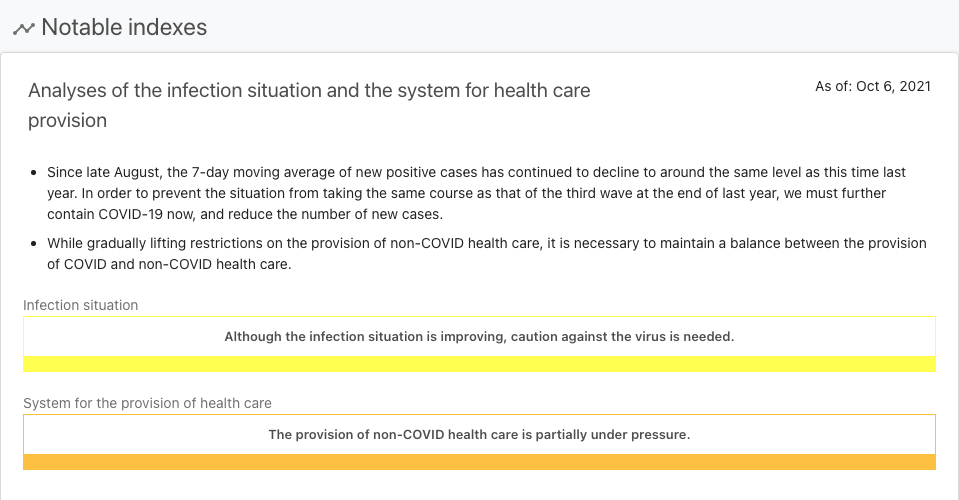 Notable indexes
Analyses of the infection situation and the system for health care
provision
As of: Oct 6, 2021
Since late August, the 7-day moving average of new positive cases has continued to decline to around the same level as this time last
year. In order to prevent the situation from taking the same course as that of the third wave at the end of last year, we must further
contain COVID-19 now, and reduce the number of new cases.
While gradually lifting restrictions on the provision of non-COVID health care, it is necessary to maintain a balance between the provision
of COVID and non-COVID health care.
Infection situation
Although the infection situation is improving, caution against the virus is needed.
System for the provision of health care
The provision of non-COVID health care is partially under pressure.